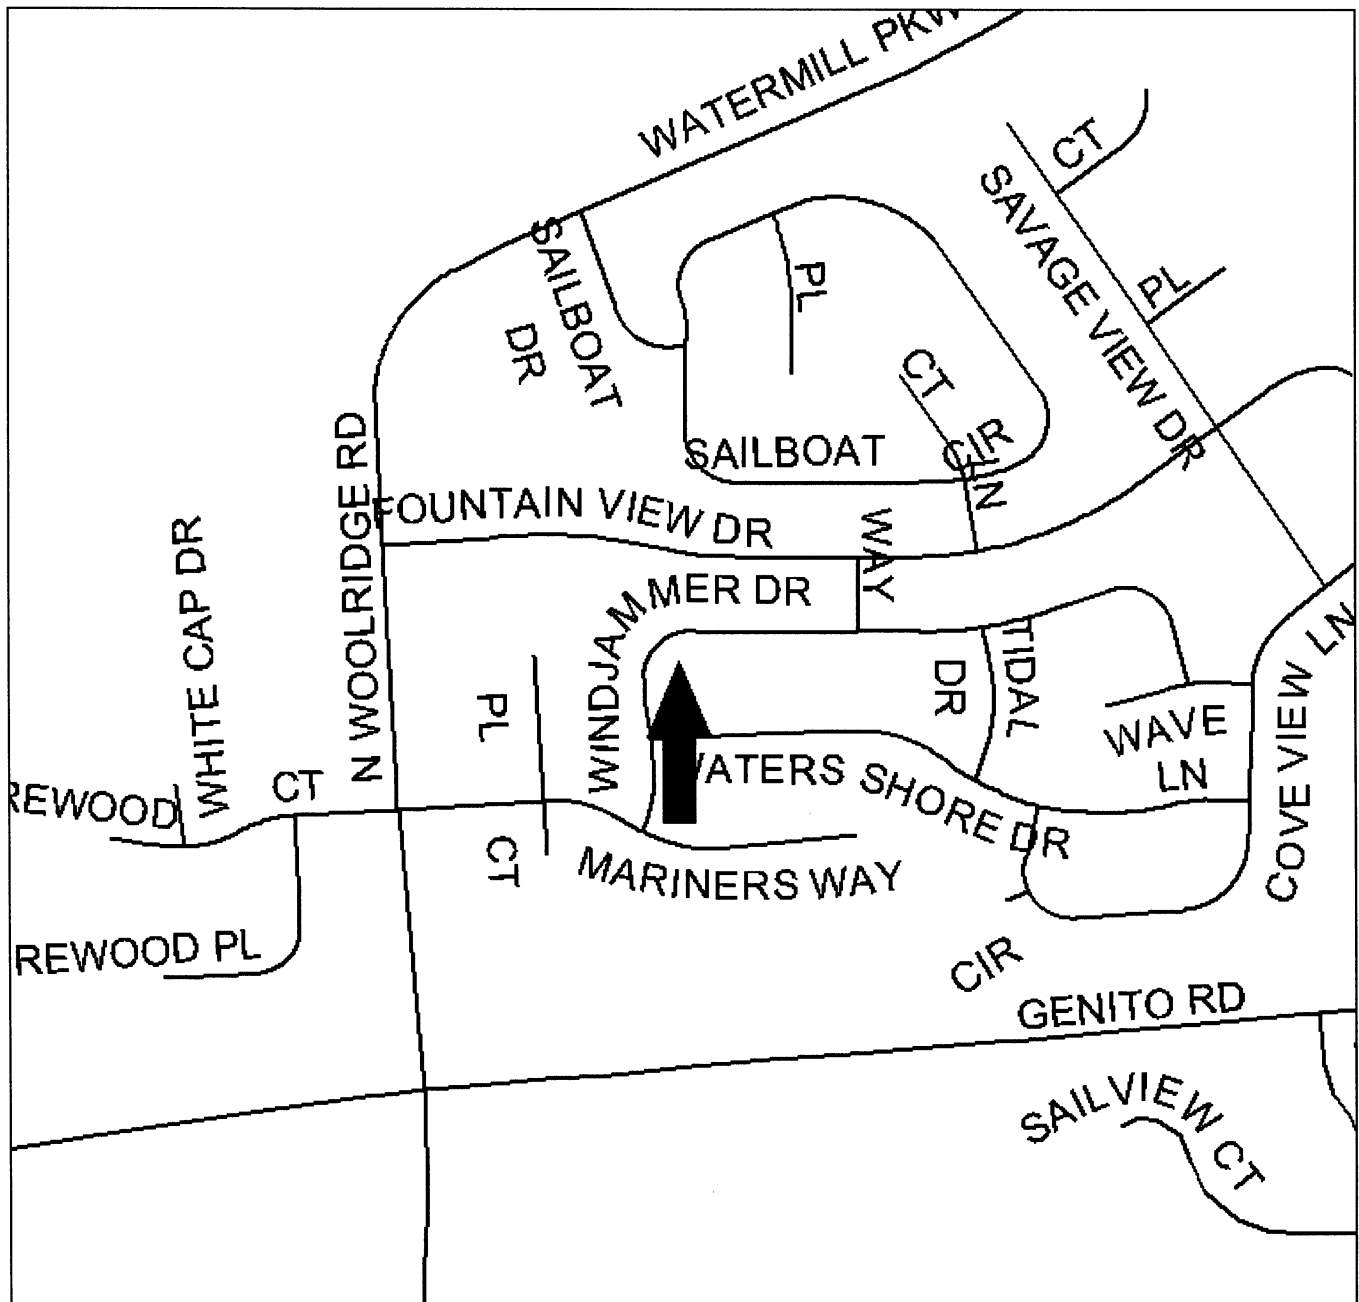 WATERMILL PKW
CT
SAVAGE VIEW DR
PL
SAILBOAT
DR
PL
CT
CIR
SAILBOAT
LN
N WOOLRIDGE RD
FOUNTAIN VIEW DR
WAY
WHITE CAP DR
WINDJAMMER DR
TIDAL
DR
LN
COVE VIEW
PL
WAVE
LN
WATERS SHORE DR
REWOOD
CT
CT
MARINERS WAY
REWOOD PL
CIR
GENITO RD
SAILVIEW CT